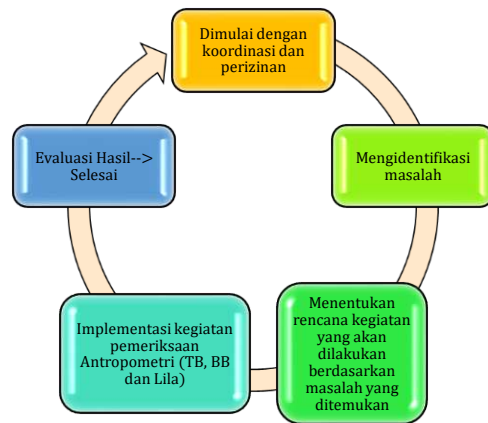 Dimulai dengan
koordinasi dan
perizinan
Mengidentifikasi
masalah
Menentukan
rencana kegiatan
yang akan
dilakukan
berdasarkan
masalah yang
ditemukan
Implementasi kegiatan
pemeriksaan
Antropometri (TB, BB
dan Lila)
Evaluasi Hasil-->
Selesai